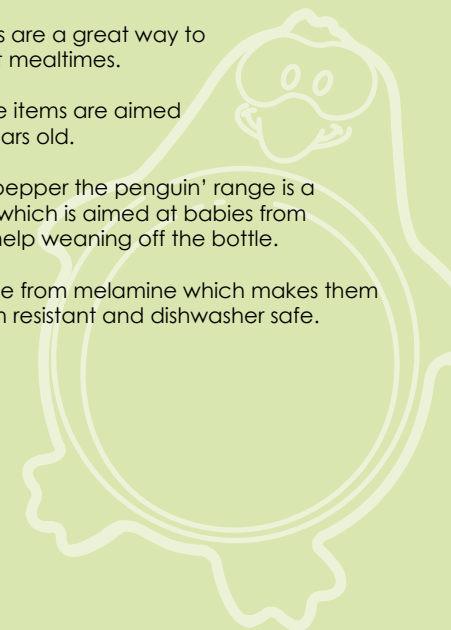 s are a great way to
t mealtimes.
e items are aimed
ars old.
pepper the penguin’ range is a
which is aimed at babies from
help weaning off the bottle.
e from melamine which makes them
n resistant and dishwasher safe.